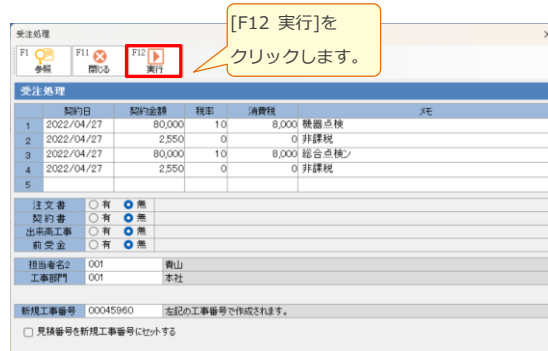 [F12 実行]を
クリックします。
受注処理
F1 参照 F11 閉じる F12 実行
受注処理
契約日 契約金額 税率 消費税 メモ
1 2022/04/27 80,000 10 8,000 機器点検
2 2022/04/27 2,550 0 0 非課税
3 2022/04/27 80,000 10 8,000 総合点検ン
4 2022/04/27 2,550 0 0 非課税
5
注文書 有 無
契約書 有 無
出来高工事 有 無
前受金 有 無
担当者名2 001 青山
工事部門 001 本社
新規工事番号 00045960 左記の工事番号で作成されます。
見積番号を新規工事番号にセットする